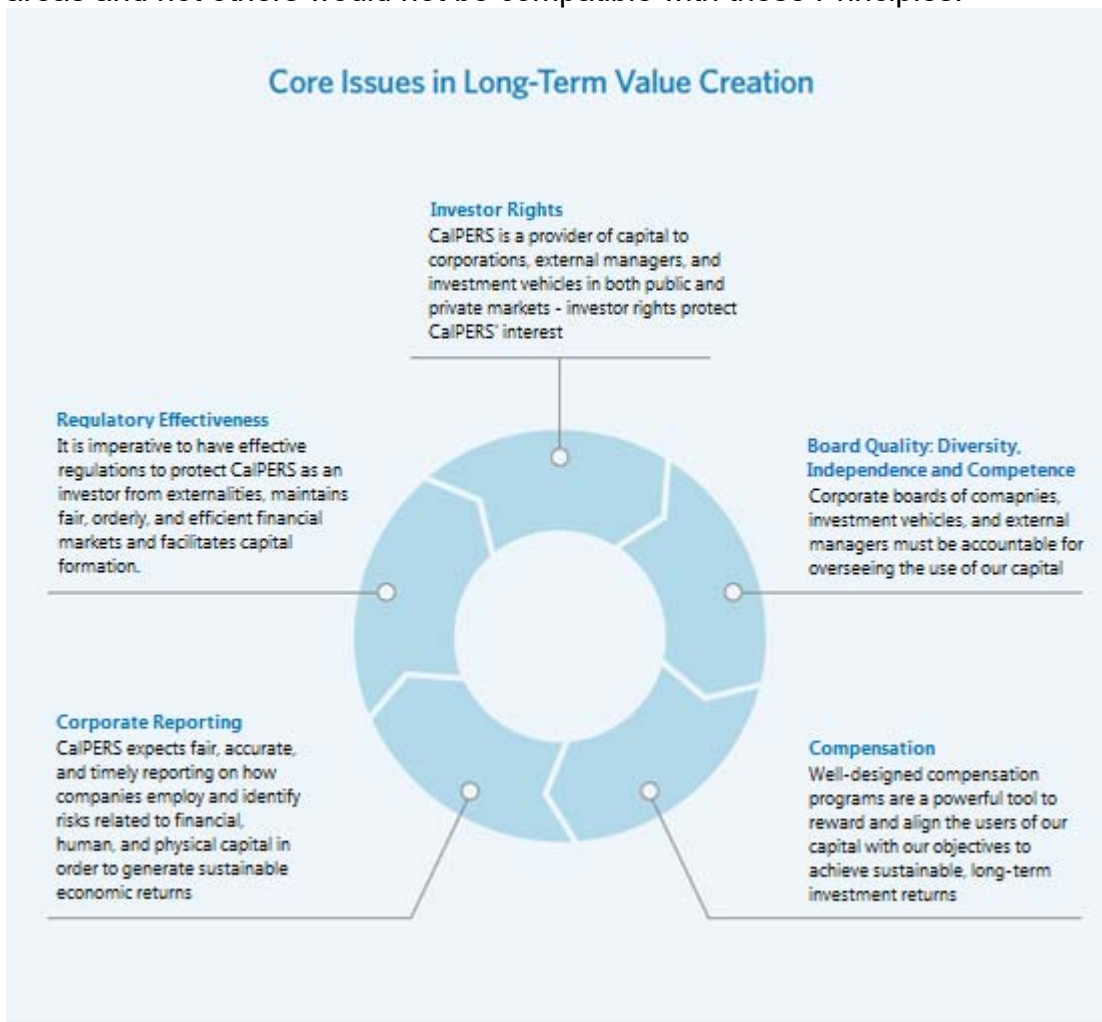 areas and not others would not be compatible with these Principles.
Core Issues in Long-Term Value Creation
Investor Rights
CalPERS is a provider of capital to
corporations, external managers, and
investment vehicles in both public and
private markets - investor rights protect
CalPERS' interest
Regulatory Effectiveness
It is imperative to have effective
regulations to protect CalPERS as an
investor from externalities, maintains
fair, orderly, and efficient financial
markets and facilitates capital
formation.
Board Quality: Diversity,
Independence and Competence
Corporate boards of comapnies,
investment vehicles, and external
managers must be accountable for
overseeing the use of our capital
Corporate Reporting
CalPERS expects fair, accurate,
and timely reporting on how
companies employ and identify
risks related to financial,
human, and physical capital in
order to generate sustainable
economic returns
Compensation
Well-designed compensation
programs are a powerful tool to
reward and align the users of our
capital with our objectives to
achieve sustainable, long-term
investment returns